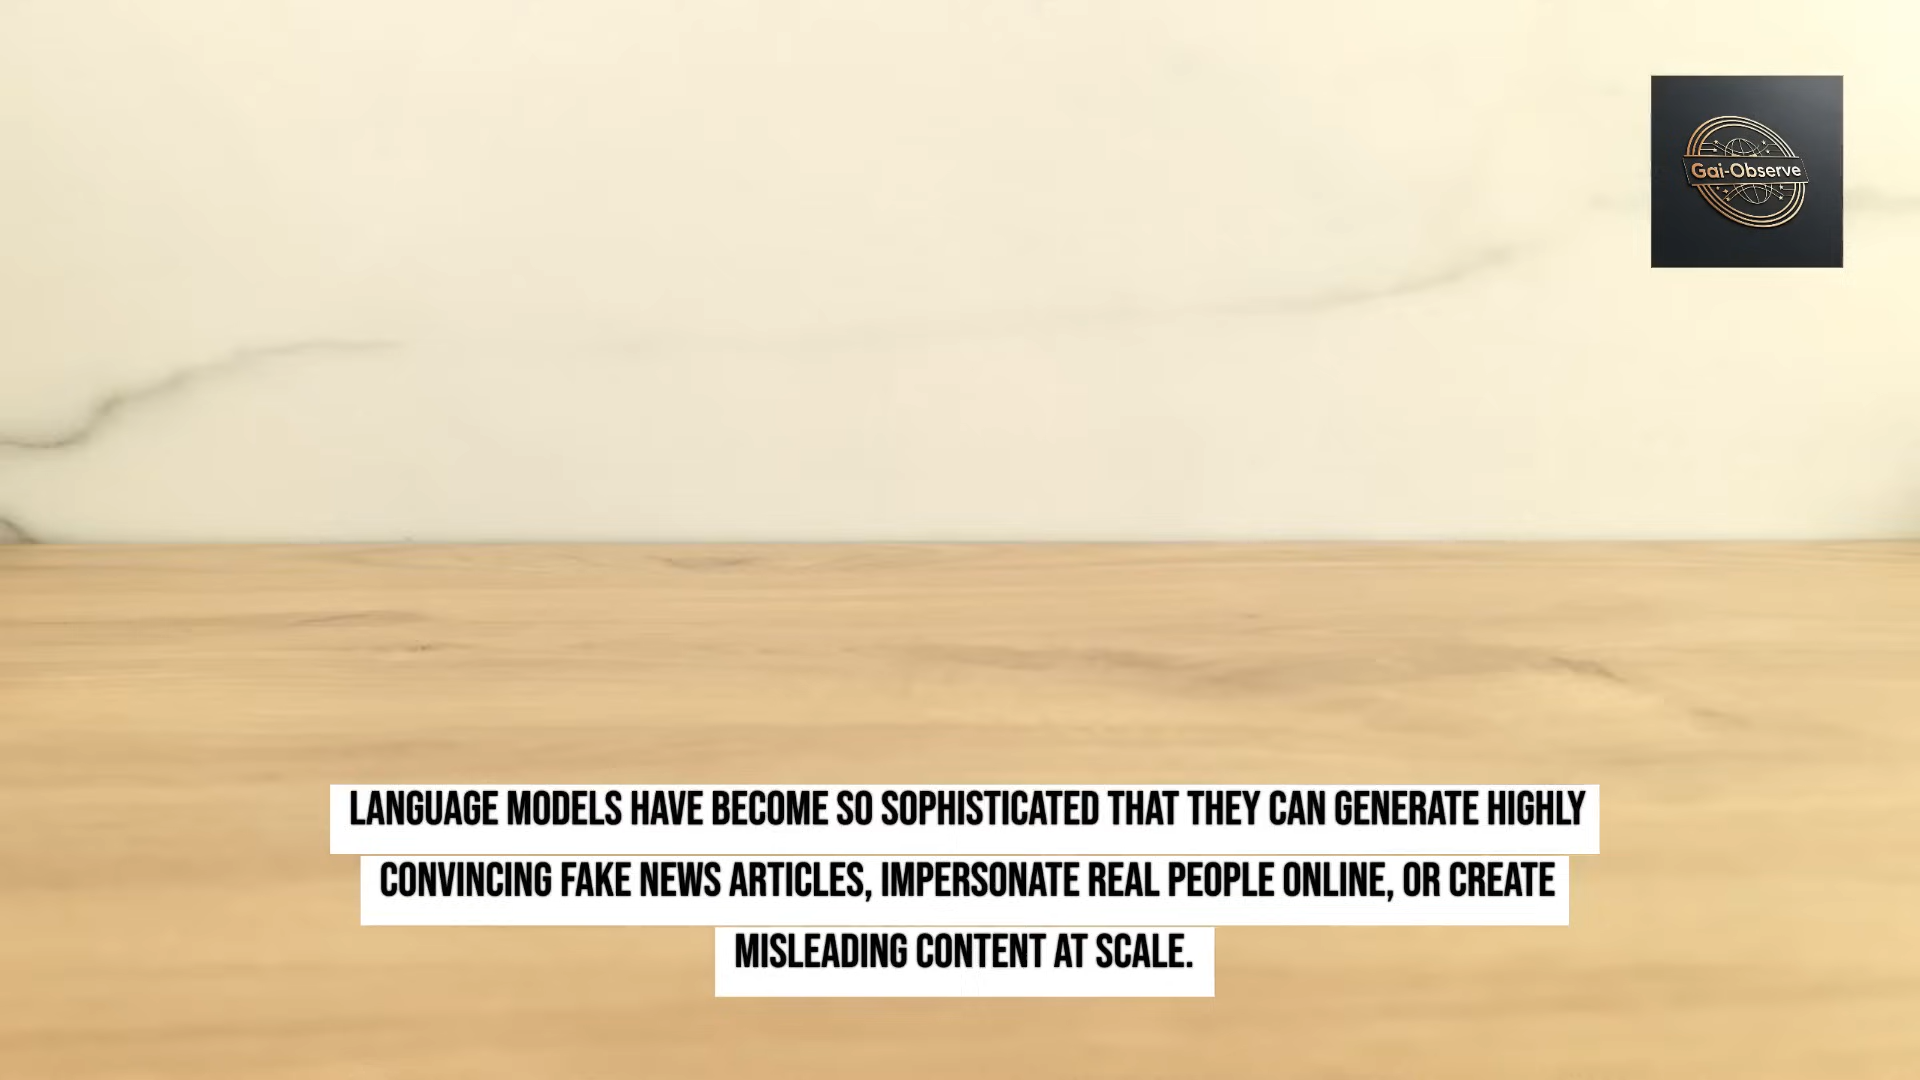 Gai-Observe
LANGUAGE MODELS HAVE BECOME SO SOPHISTICATED THAT THEY CAN GENERATE HIGHLY
CONVINCING FAKE NEWS ARTICLES, IMPERSONATE REAL PEOPLE ONLINE, OR CREATE
MISLEADING CONTENT AT SCALE.